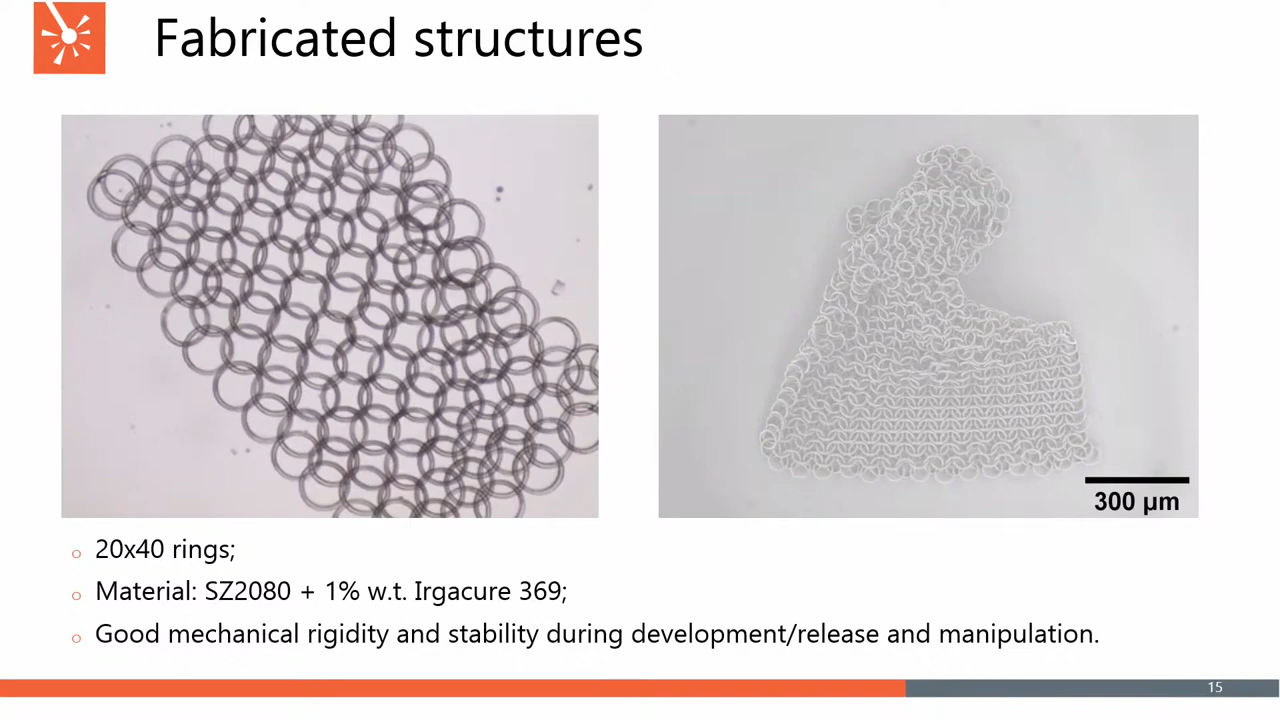 Fabricated structures
300 µm
20x40 rings;
Material: SZ2080 + 1% w.t. Irgacure 369;
Good mechanical rigidity and stability during development/release and manipulation.
15